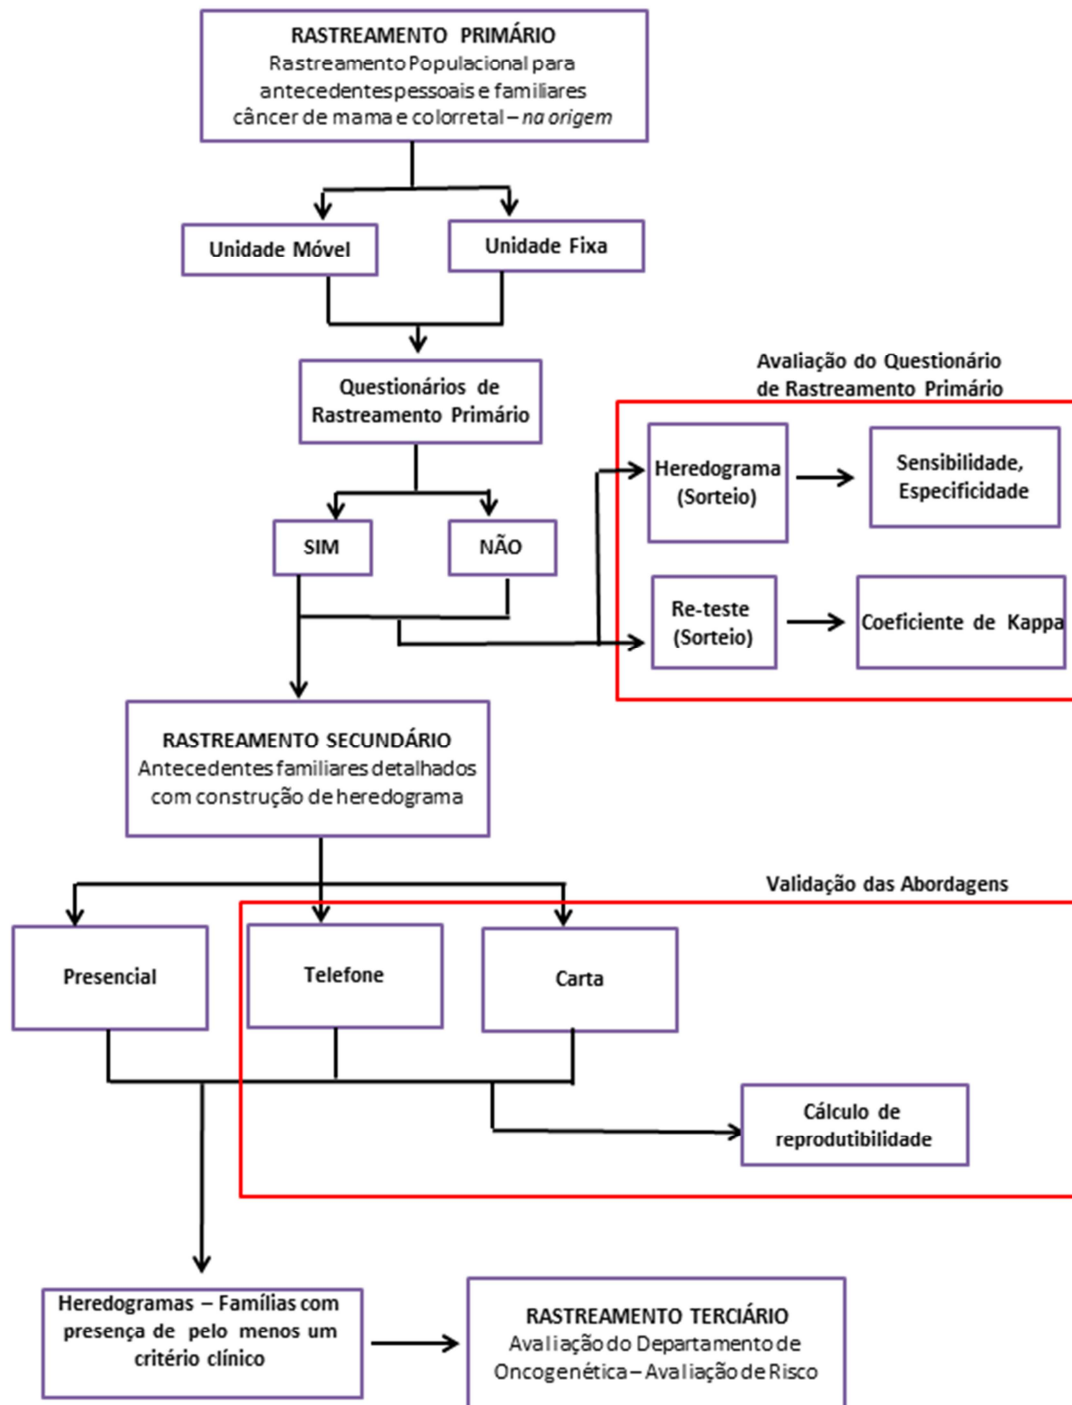 RASTREAMENTO PRIMÁRIO
Rastreamento Populacional para
antecedentes pessoais e familiares
câncer de mama e colorretal – na origem
Unidade Móvel
Unidade Fixa
Questionários de
Rastreamento Primário
SIM
NÃO
Avaliação do Questionário
de Rastreamento Primário
Heredograma
(Sorteio)
Sensibilidade,
Especificidade
Re-teste
(Sorteio)
Coeficiente de Kappa
RASTREAMENTO SECUNDÁRIO
Antecedentes familiares detalhados
com construção de heredograma
Validação das Abordagens
Presencial
Telefone
Carta
Cálculo de
reprodutibilidade
Heredogramas – Famílias com
presença de pelo menos um
critério clínico
RASTREAMENTO TERCIÁRIO
Avaliação do Departamento de
Oncogenética – Avaliação de Risco